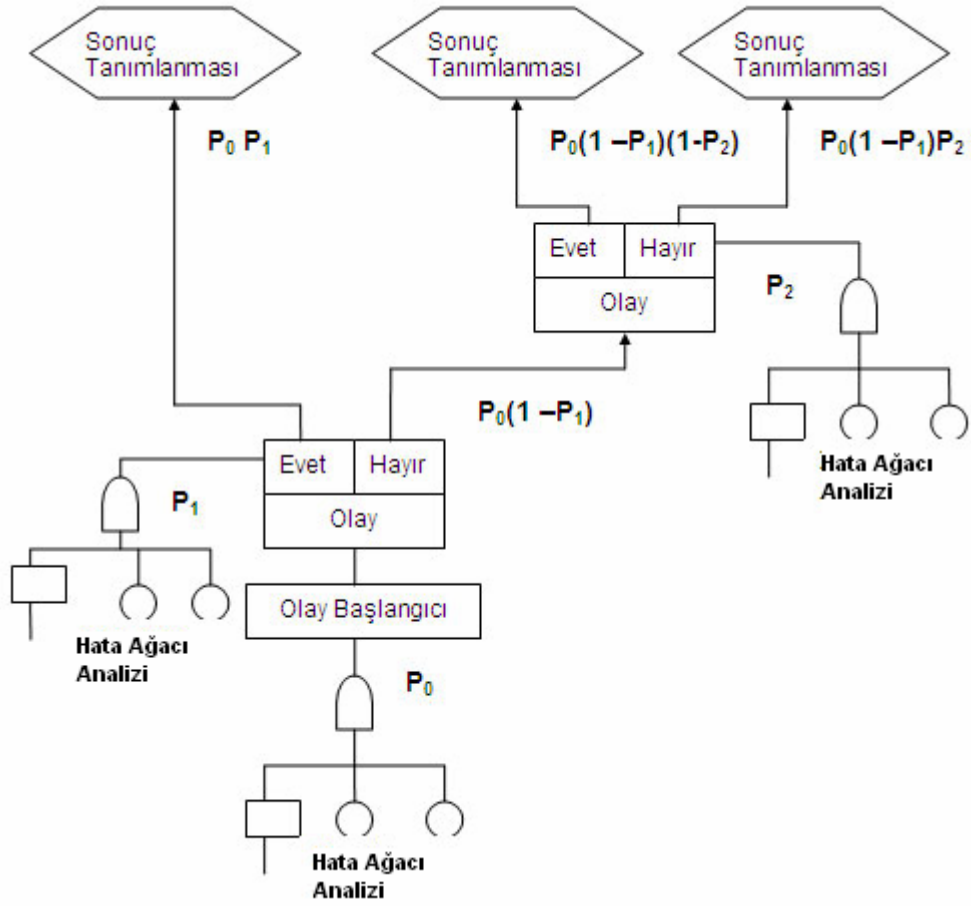 Sonuç
Tanımlanması
Sonuç
Tanımlanması
Sonuç
Tanımlanması
P₀ P₁
P₀(1 –P₁)(1-P₂)
P₀(1 –P₁)P₂
Evet
Hayır
Olay
P₂
P₀(1 –P₁)
Hata Ağacı
Analizi
Evet
Hayır
Olay
P₁
Olay Başlangıcı
Hata Ağacı
Analizi
P₀
Hata Ağacı
Analizi